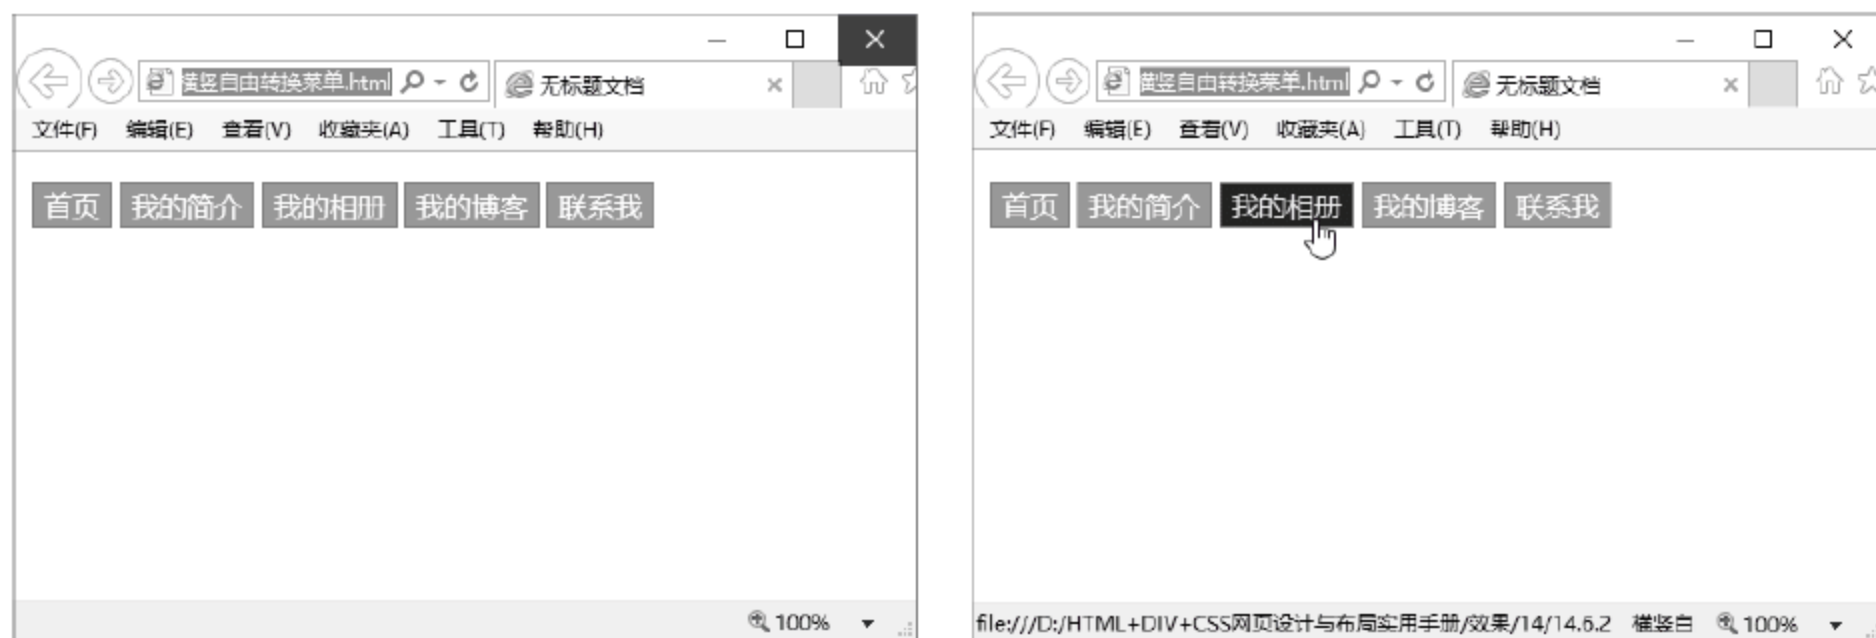 横竖自由转换菜单.html
无标题文档
文件(F) 编辑(E) 查看(V) 收藏夹(A) 工具(T) 帮助(H)
首页 我的简介 我的相册 我的博客 联系我
100%
横竖自由转换菜单.html
无标题文档
文件(F) 编辑(E) 查看(V) 收藏夹(A) 工具(T) 帮助(H)
首页 我的简介 我的相册 我的博客 联系我
file:///D:/HTML+DIV+CSS网页设计与布局实用手册/效果/14/14.6.2 横竖自 100%